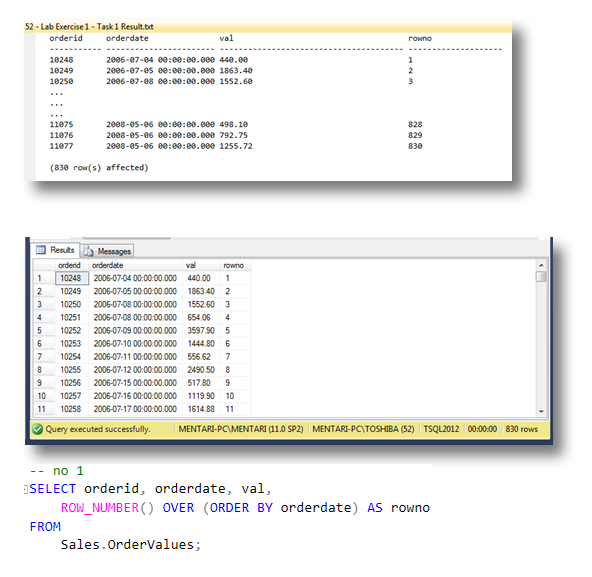 52 - Lab Exercise 1 - Task 1 Result.txt
orderid orderdate val rowno
----------- ----------------------- --------------------------------------- --------------------
10248 2006-07-04 00:00:00.000 440.00 1
10249 2006-07-05 00:00:00.000 1863.40 2
10250 2006-07-08 00:00:00.000 1552.60 3
...
...
...
11075 2008-05-06 00:00:00.000 498.10 828
11076 2008-05-06 00:00:00.000 792.75 829
11077 2008-05-06 00:00:00.000 1255.72 830
(830 row(s) affected)
Results Messages
orderid orderdate val rowno
1 10248 2006-07-04 00:00:00.000 440.00 1
2 10249 2006-07-05 00:00:00.000 1863.40 2
3 10250 2006-07-08 00:00:00.000 1552.60 3
4 10251 2006-07-08 00:00:00.000 654.06 4
5 10252 2006-07-09 00:00:00.000 3597.90 5
6 10253 2006-07-10 00:00:00.000 1444.80 6
7 10254 2006-07-11 00:00:00.000 556.62 7
8 10255 2006-07-12 00:00:00.000 2490.50 8
9 10256 2006-07-15 00:00:00.000 517.80 9
10 10257 2006-07-16 00:00:00.000 1119.90 10
11 10258 2006-07-17 00:00:00.000 1614.88 11
Query executed successfully. MENTARI-PC\MENTARI (11.0 SP2) MENTARI-PC\TOSHIBA (52) TSQL2012 00:00:00 830 rows
-- no 1
SELECT orderid, orderdate, val,
ROW_NUMBER() OVER (ORDER BY orderdate) AS rowno
FROM
Sales.OrderValues;